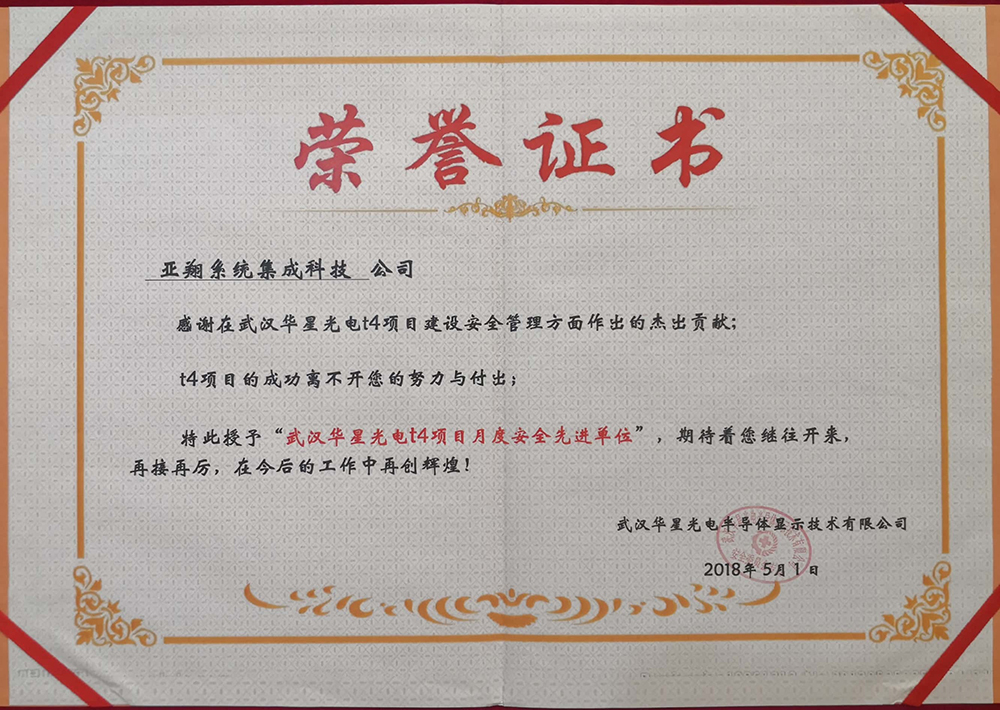 荣誉证书
亚翔系统集成科技 公司
感谢在武汉华星光电t4项目建设安全管理方面作出的杰出贡献；
t4项目的成功离不开您的努力与付出；
特此授予“武汉华星光电t4项目月度安全先进单位”，期待着您继往开来，
再接再厉，在今后的工作中再创辉煌！
武汉华星光电半导体显示技术有限公司
2018年5月1日